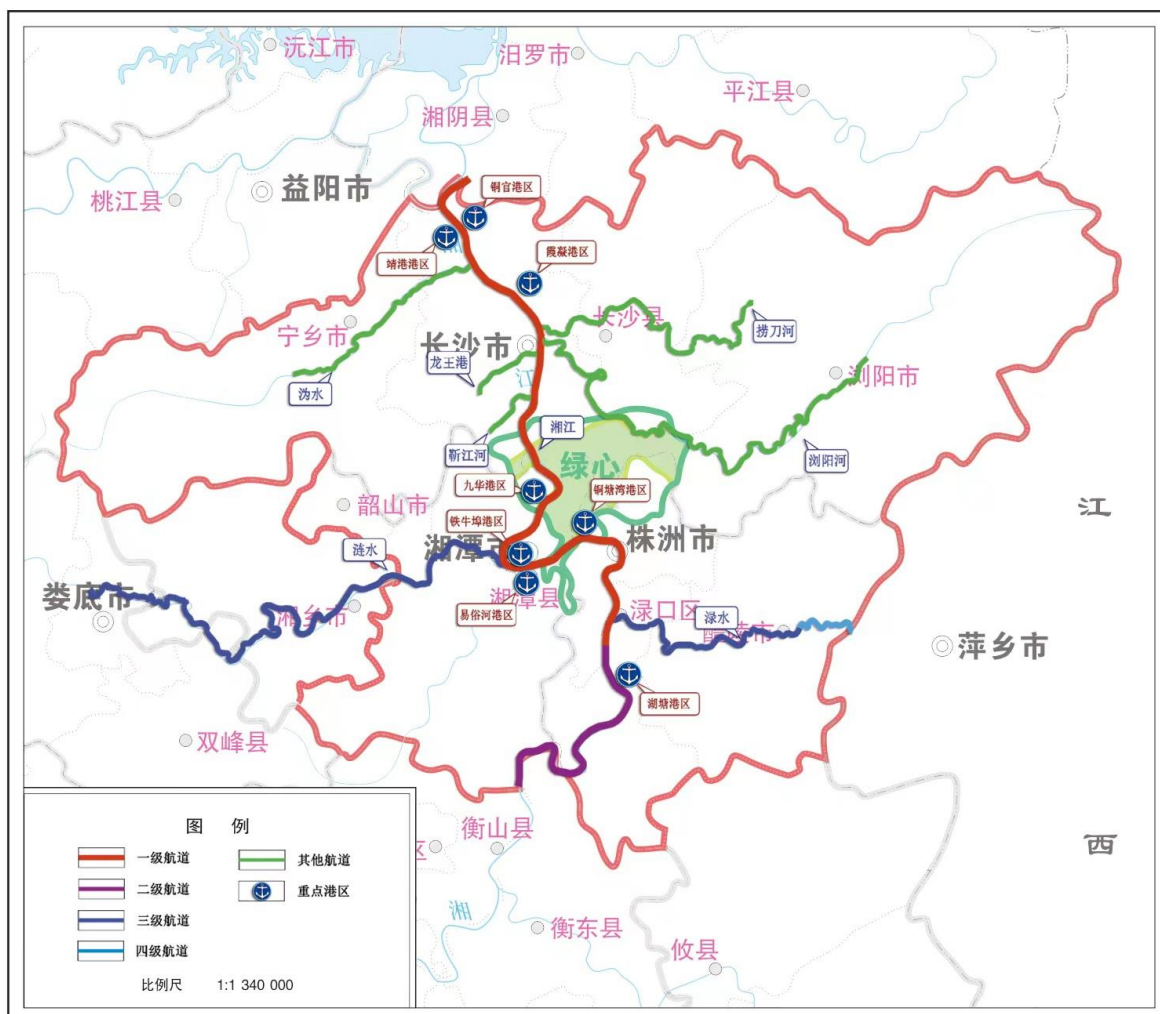 沅江市
汨罗市
平江县
湘阴县
桃江县
益阳市
铜官港区
靖港港区
霞凝港区
宁乡市
长沙市
长沙县
捞刀河
龙王港
沩水
江
浏阳市
湘江
靳江河
浏阳河
绿心
九华港区
铜塘湾港区
韶山市
铁牛埠港区
湘潭市
株洲市
江
涟水
娄底市
湘乡市
湘潭县
易俗河港区
渌口区
渌水
醴陵市
萍乡市
湖塘港区
双峰县
衡山县
区
西
湘
衡东县
攸县
图 例
一级航道
其他航道
二级航道
重点港区
三级航道
四级航道
比例尺 1:1 340 000